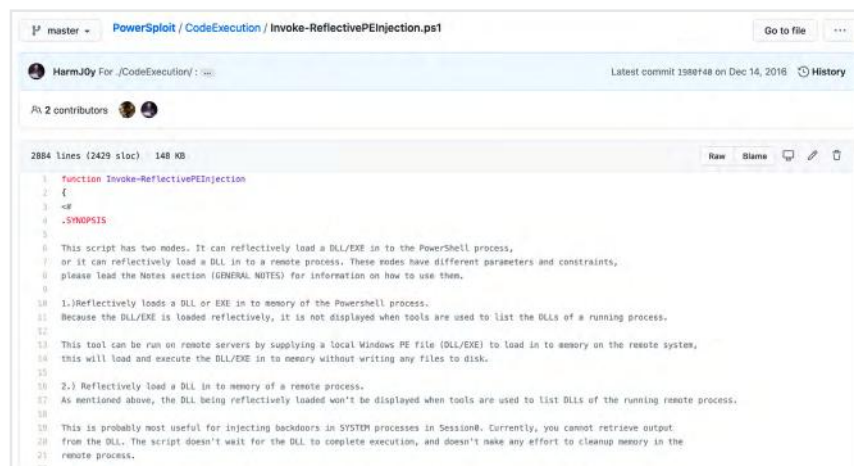 master
PowerSploit / CodeExecution / Invoke-ReflectivePEInjection.ps1
Go to file
...
HarmJ0y For ./CodeExecution/ : ...
Latest commit 1980f40 on Dec 14, 2016
History
2 contributors
2884 lines (2429 sloc) 148 KB
Raw
Blame
1 function Invoke-ReflectivePEInjection
2 {
3 <#
4 .SYNOPSIS
5
6 This script has two modes. It can reflectively load a DLL/EXE in to the PowerShell process,
7 or it can reflectively load a DLL in to a remote process. These modes have different parameters and constraints,
8 please lead the Notes section (GENERAL NOTES) for information on how to use them.
9
10 1.)Reflectively loads a DLL or EXE in to memory of the Powershell process.
11 Because the DLL/EXE is loaded reflectively, it is not displayed when tools are used to list the DLLs of a running process.
12
13 This tool can be run on remote servers by supplying a local Windows PE file (DLL/EXE) to load in to memory on the remote system,
14 this will load and execute the DLL/EXE in to memory without writing any files to disk.
15
16 2.) Reflectively load a DLL in to memory of a remote process.
17 As mentioned above, the DLL being reflectively loaded won't be displayed when tools are used to list DLLs of the running remote process.
18
19 This is probably most useful for injecting backdoors in SYSTEM processes in Session0. Currently, you cannot retrieve output
20 from the DLL. The script doesn't wait for the DLL to complete execution, and doesn't make any effort to cleanup memory in the
21 remote process.